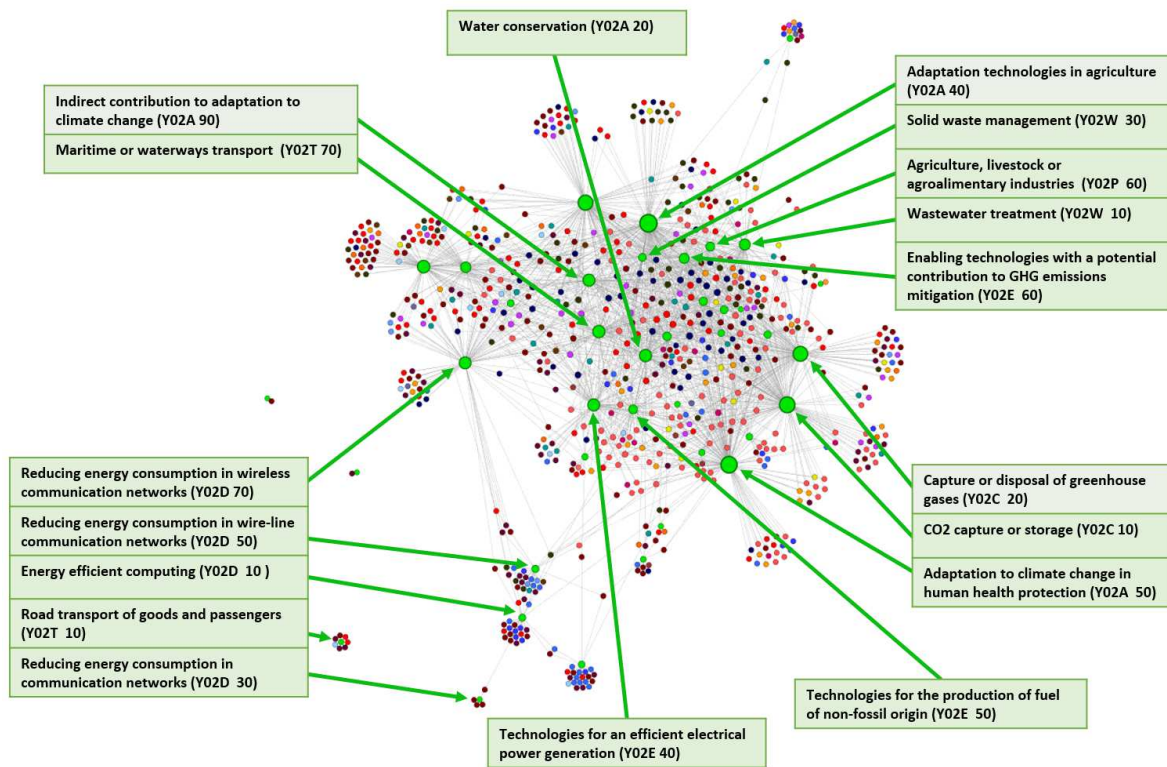 Water conservation (Y02A 20)
Indirect contribution to adaptation to
climate change (Y02A 90)
Maritime or waterways transport (Y02T 70)
Adaptation technologies in agriculture
(Y02A 40)
Solid waste management (Y02W 30)
Agriculture, livestock or
agroalimentary industries (Y02P 60)
Wastewater treatment (Y02W 10)
Enabling technologies with a potential
contribution to GHG emissions
mitigation (Y02E 60)
Reducing energy consumption in wireless
communication networks (Y02D 70)
Reducing energy consumption in wire-line
communication networks (Y02D 50)
Energy efficient computing (Y02D 10 )
Road transport of goods and passengers
(Y02T 10)
Reducing energy consumption in
communication networks (Y02D 30)
Capture or disposal of greenhouse
gases (Y02C 20)
CO2 capture or storage (Y02C 10)
Adaptation to climate change in
human health protection (Y02A 50)
Technologies for the production of fuel
of non-fossil origin (Y02E 50)
Technologies for an efficient electrical
power generation (Y02E 40)